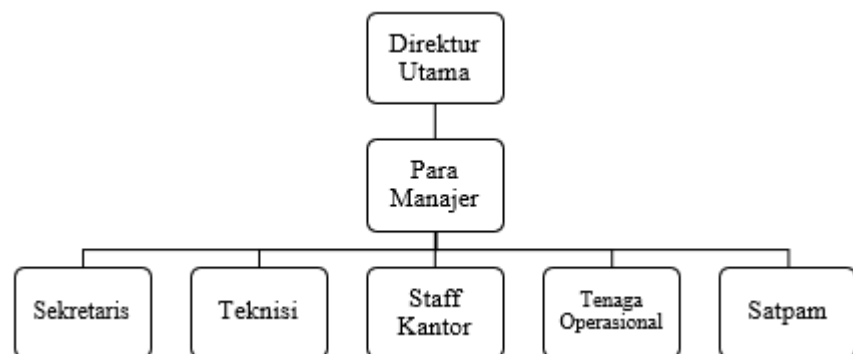 Direktur
Utama
Para
Manajer
Sekretaris
Teknisi
Staff
Kantor
Tenaga
Operasional
Satpam